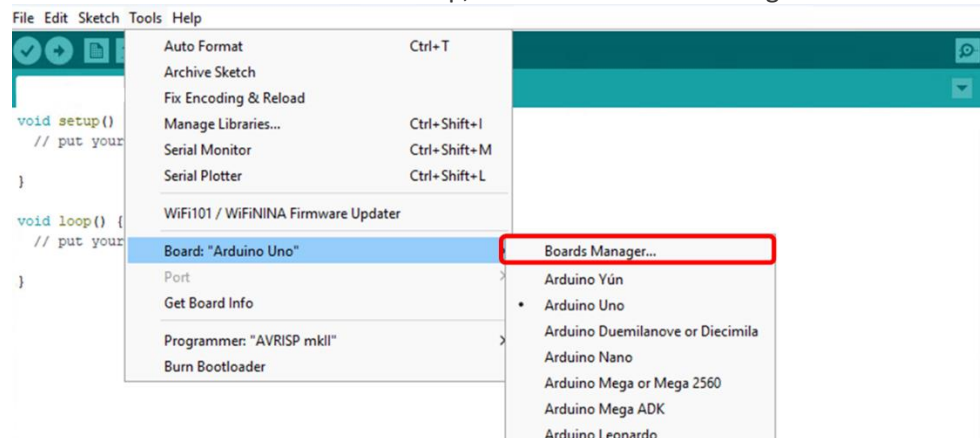 File Edit Sketch Tools Help
Auto Format Ctrl+T
Archive Sketch
Fix Encoding & Reload
void setup() Manage Libraries... Ctrl+Shift+I
// put your Serial Monitor Ctrl+Shift+M
} Serial Plotter Ctrl+Shift+L
void loop() { WiFi101 / WiFiNINA Firmware Updater
// put your Board: "Arduino Uno" Boards Manager...
} Port Arduino Yún
Get Board Info • Arduino Uno
Arduino Duemilanove or Diecimila
Programmer: "AVRISP mkII" Arduino Nano
Burn Bootloader Arduino Mega or Mega 2560
Arduino Mega ADK
Arduino Leonardo